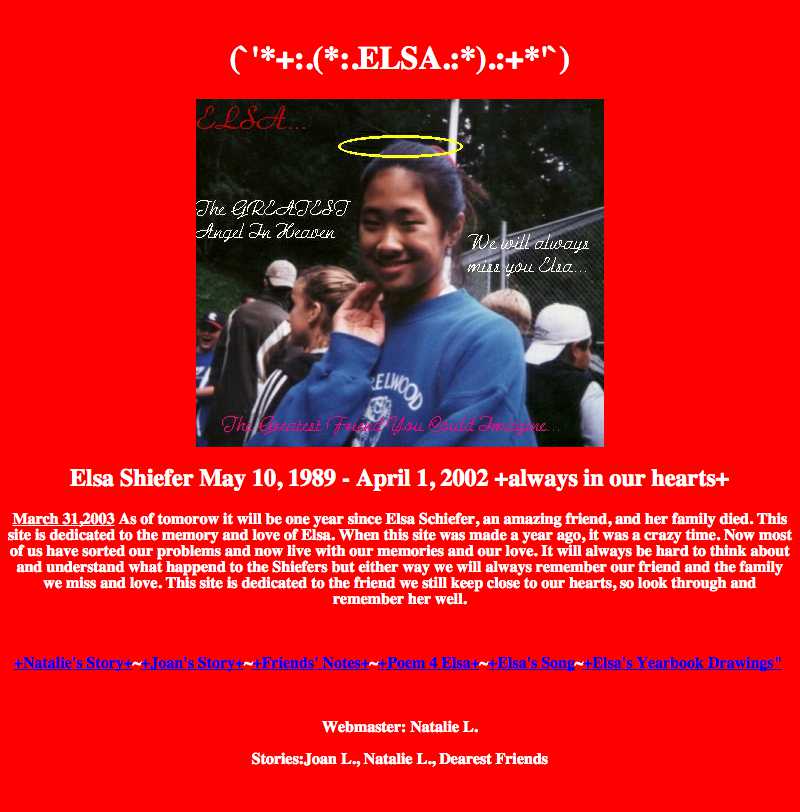 (`'*+:.(*:.ELSA.:*).:+*'`)
ELSA...
The GREATEST
Angel In Heaven
We will always
miss you Elsa...
RELWOOD
The Greatest Friend You Could Imagine...
Elsa Shiefer May 10, 1989 - April 1, 2002 +always in our hearts+
March 31,2003 As of tomorow it will be one year since Elsa Schiefer, an amazing friend, and her family died. This
site is dedicated to the memory and love of Elsa. When this site was made a year ago, it was a crazy time. Now most
of us have sorted our problems and now live with our memories and our love. It will always be hard to think about
and understand what happend to the Shiefers but either way we will always remember our friend and the family
we miss and love. This site is dedicated to the friend we still keep close to our hearts, so look through and
remember her well.
+Natalie's Story+~+Joan's Story+~+Friends' Notes+~+Poem 4 Elsa+~+Elsa's Song~+Elsa's Yearbook Drawings"
Webmaster: Natalie L.
Stories:Joan L., Natalie L., Dearest Friends